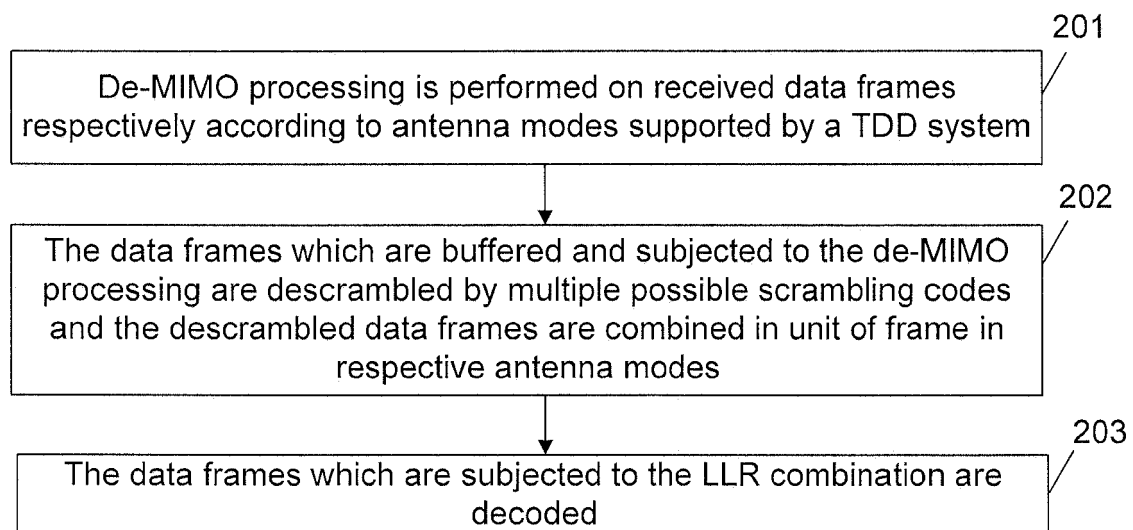 201
De-MIMO processing is performed on received data frames
respectively according to antenna modes supported by a TDD system
202
The data frames which are buffered and subjected to the de-MIMO
processing are descrambled by multiple possible scrambling codes
and the descrambled data frames are combined in unit of frame in
respective antenna modes
203
The data frames which are subjected to the LLR combination are
decoded